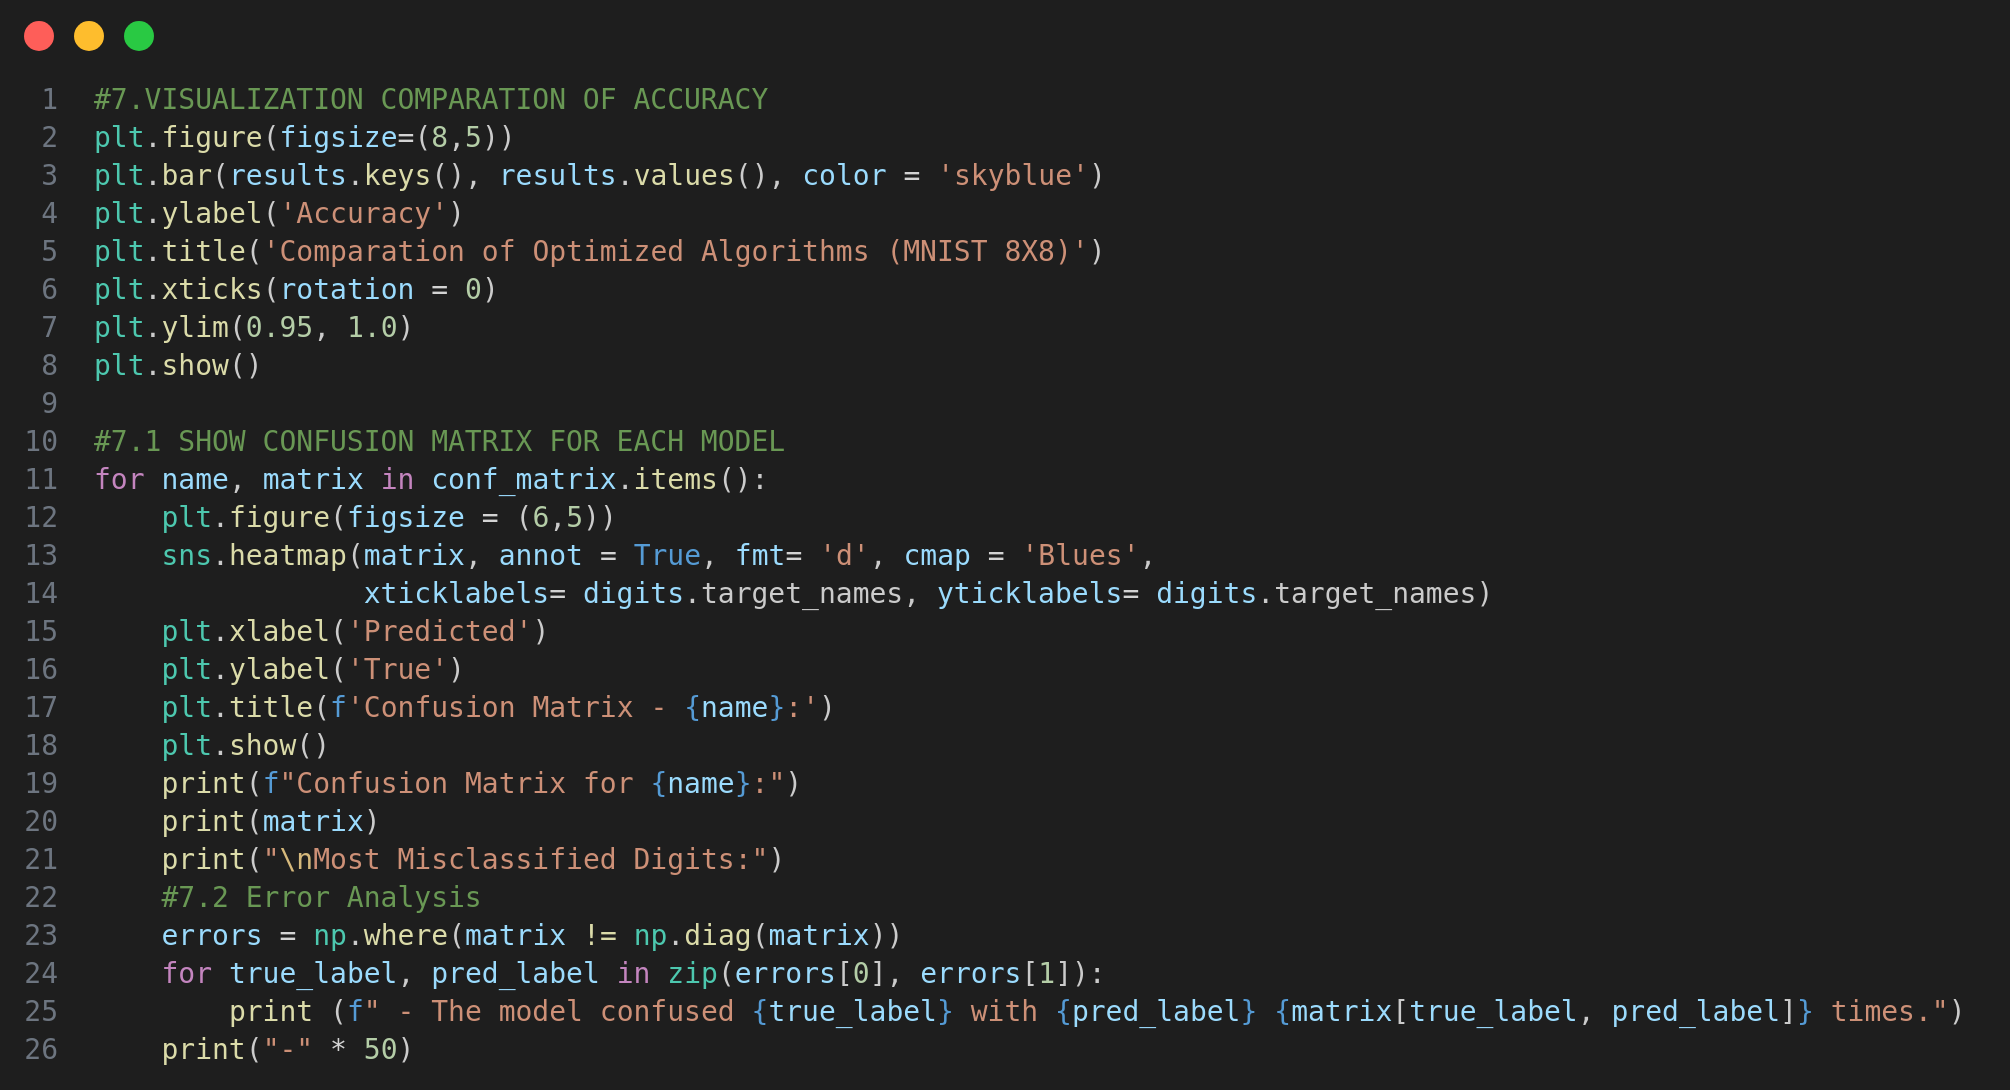 1 #7.VISUALIZATION COMPARATION OF ACCURACY
2 plt.figure(figsize=(8,5))
3 plt.bar(results.keys(), results.values(), color = 'skyblue')
4 plt.ylabel('Accuracy')
5 plt.title('Comparation of Optimized Algorithms (MNIST 8X8)')
6 plt.xticks(rotation = 0)
7 plt.ylim(0.95, 1.0)
8 plt.show()
9
10 #7.1 SHOW CONFUSION MATRIX FOR EACH MODEL
11 for name, matrix in conf_matrix.items():
12     plt.figure(figsize = (6,5))
13     sns.heatmap(matrix, annot = True, fmt= 'd', cmap = 'Blues',
14                 xticklabels= digits.target_names, yticklabels= digits.target_names)
15     plt.xlabel('Predicted')
16     plt.ylabel('True')
17     plt.title(f'Confusion Matrix - {name}:')
18     plt.show()
19     print(f"Confusion Matrix for {name}:")
20     print(matrix)
21     print("\nMost Misclassified Digits:")
22     #7.2 Error Analysis
23     errors = np.where(matrix != np.diag(matrix))
24     for true_label, pred_label in zip(errors[0], errors[1]):
25         print (f" - The model confused {true_label} with {pred_label} {matrix[true_label, pred_label]} times.")
26     print("-" * 50)